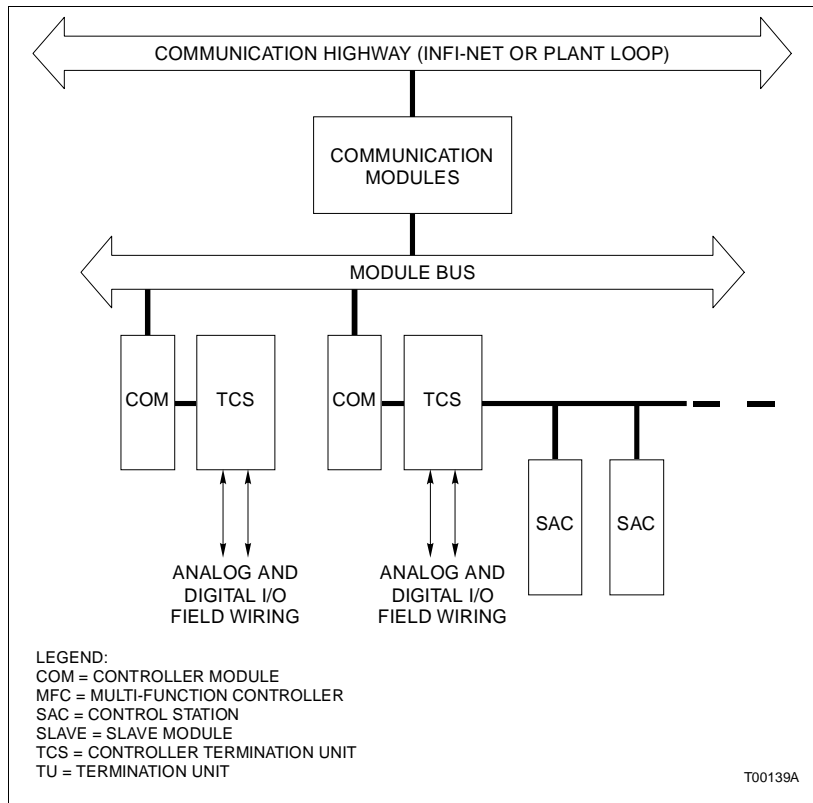 COMMUNICATION HIGHWAY (INFI-NET OR PLANT LOOP)
COMMUNICATION
MODULES
MODULE BUS
COM
TCS
COM
TCS
SAC
SAC
ANALOG AND
DIGITAL I/O
FIELD WIRING
ANALOG AND
DIGITAL I/O
FIELD WIRING
LEGEND:
COM = CONTROLLER MODULE
MFC = MULTI-FUNCTION CONTROLLER
SAC = CONTROL STATION
SLAVE = SLAVE MODULE
TCS = CONTROLLER TERMINATION UNIT
TU = TERMINATION UNIT
T00139A